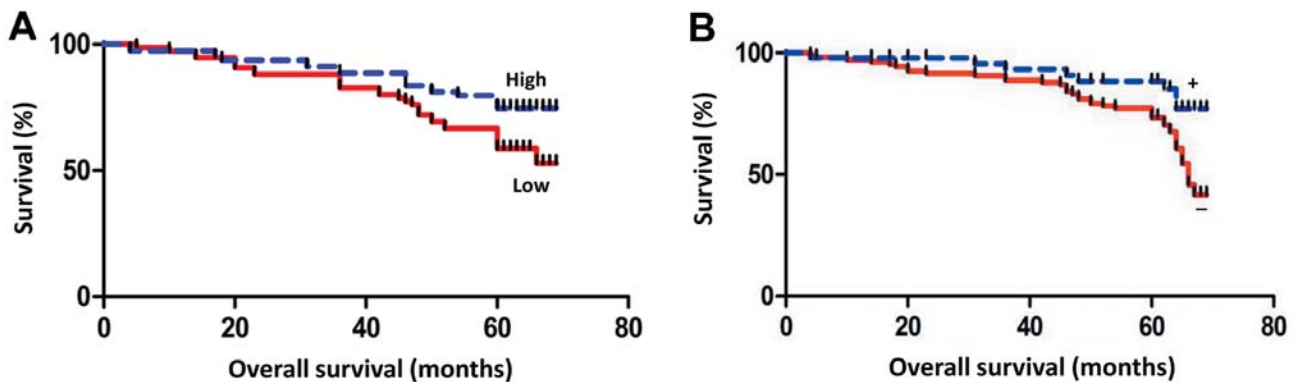 A
Survival (%)
100
50
0
0 20 40 60 80
High
Low
Overall survival (months)
B
Survival (%)
100
50
0
0 20 40 60 80
+
–
Overall survival (months)